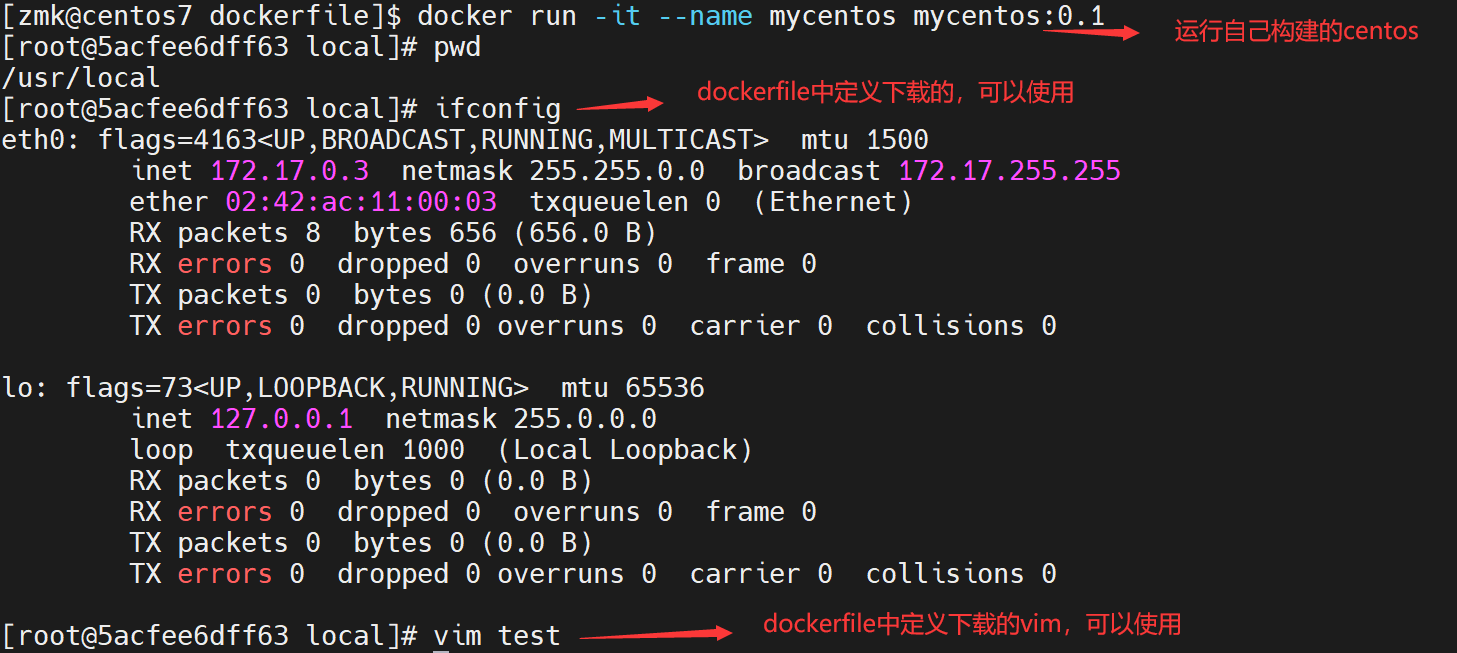 [zmk@centos7 dockerfile]$ docker run -it --name mycentos mycentos:0.1
运行自己构建的centos
[root@5acfee6dff63 local]# pwd
/usr/local
dockerfile中定义下载的，可以使用
[root@5acfee6dff63 local]# ifconfig
eth0: flags=4163<UP,BROADCAST,RUNNING,MULTICAST>  mtu 1500
        inet 172.17.0.3  netmask 255.255.0.0  broadcast 172.17.255.255
        ether 02:42:ac:11:00:03  txqueuelen 0  (Ethernet)
        RX packets 8  bytes 656 (656.0 B)
        RX errors 0  dropped 0  overruns 0  frame 0
        TX packets 0  bytes 0 (0.0 B)
        TX errors 0  dropped 0 overruns 0  carrier 0  collisions 0
lo: flags=73<UP,LOOPBACK,RUNNING>  mtu 65536
        inet 127.0.0.1  netmask 255.0.0.0
        loop  txqueuelen 1000  (Local Loopback)
        RX packets 0  bytes 0 (0.0 B)
        RX errors 0  dropped 0  overruns 0  frame 0
        TX packets 0  bytes 0 (0.0 B)
        TX errors 0  dropped 0 overruns 0  carrier 0  collisions 0
[root@5acfee6dff63 local]# vim test
dockerfile中定义下载的vim，可以使用